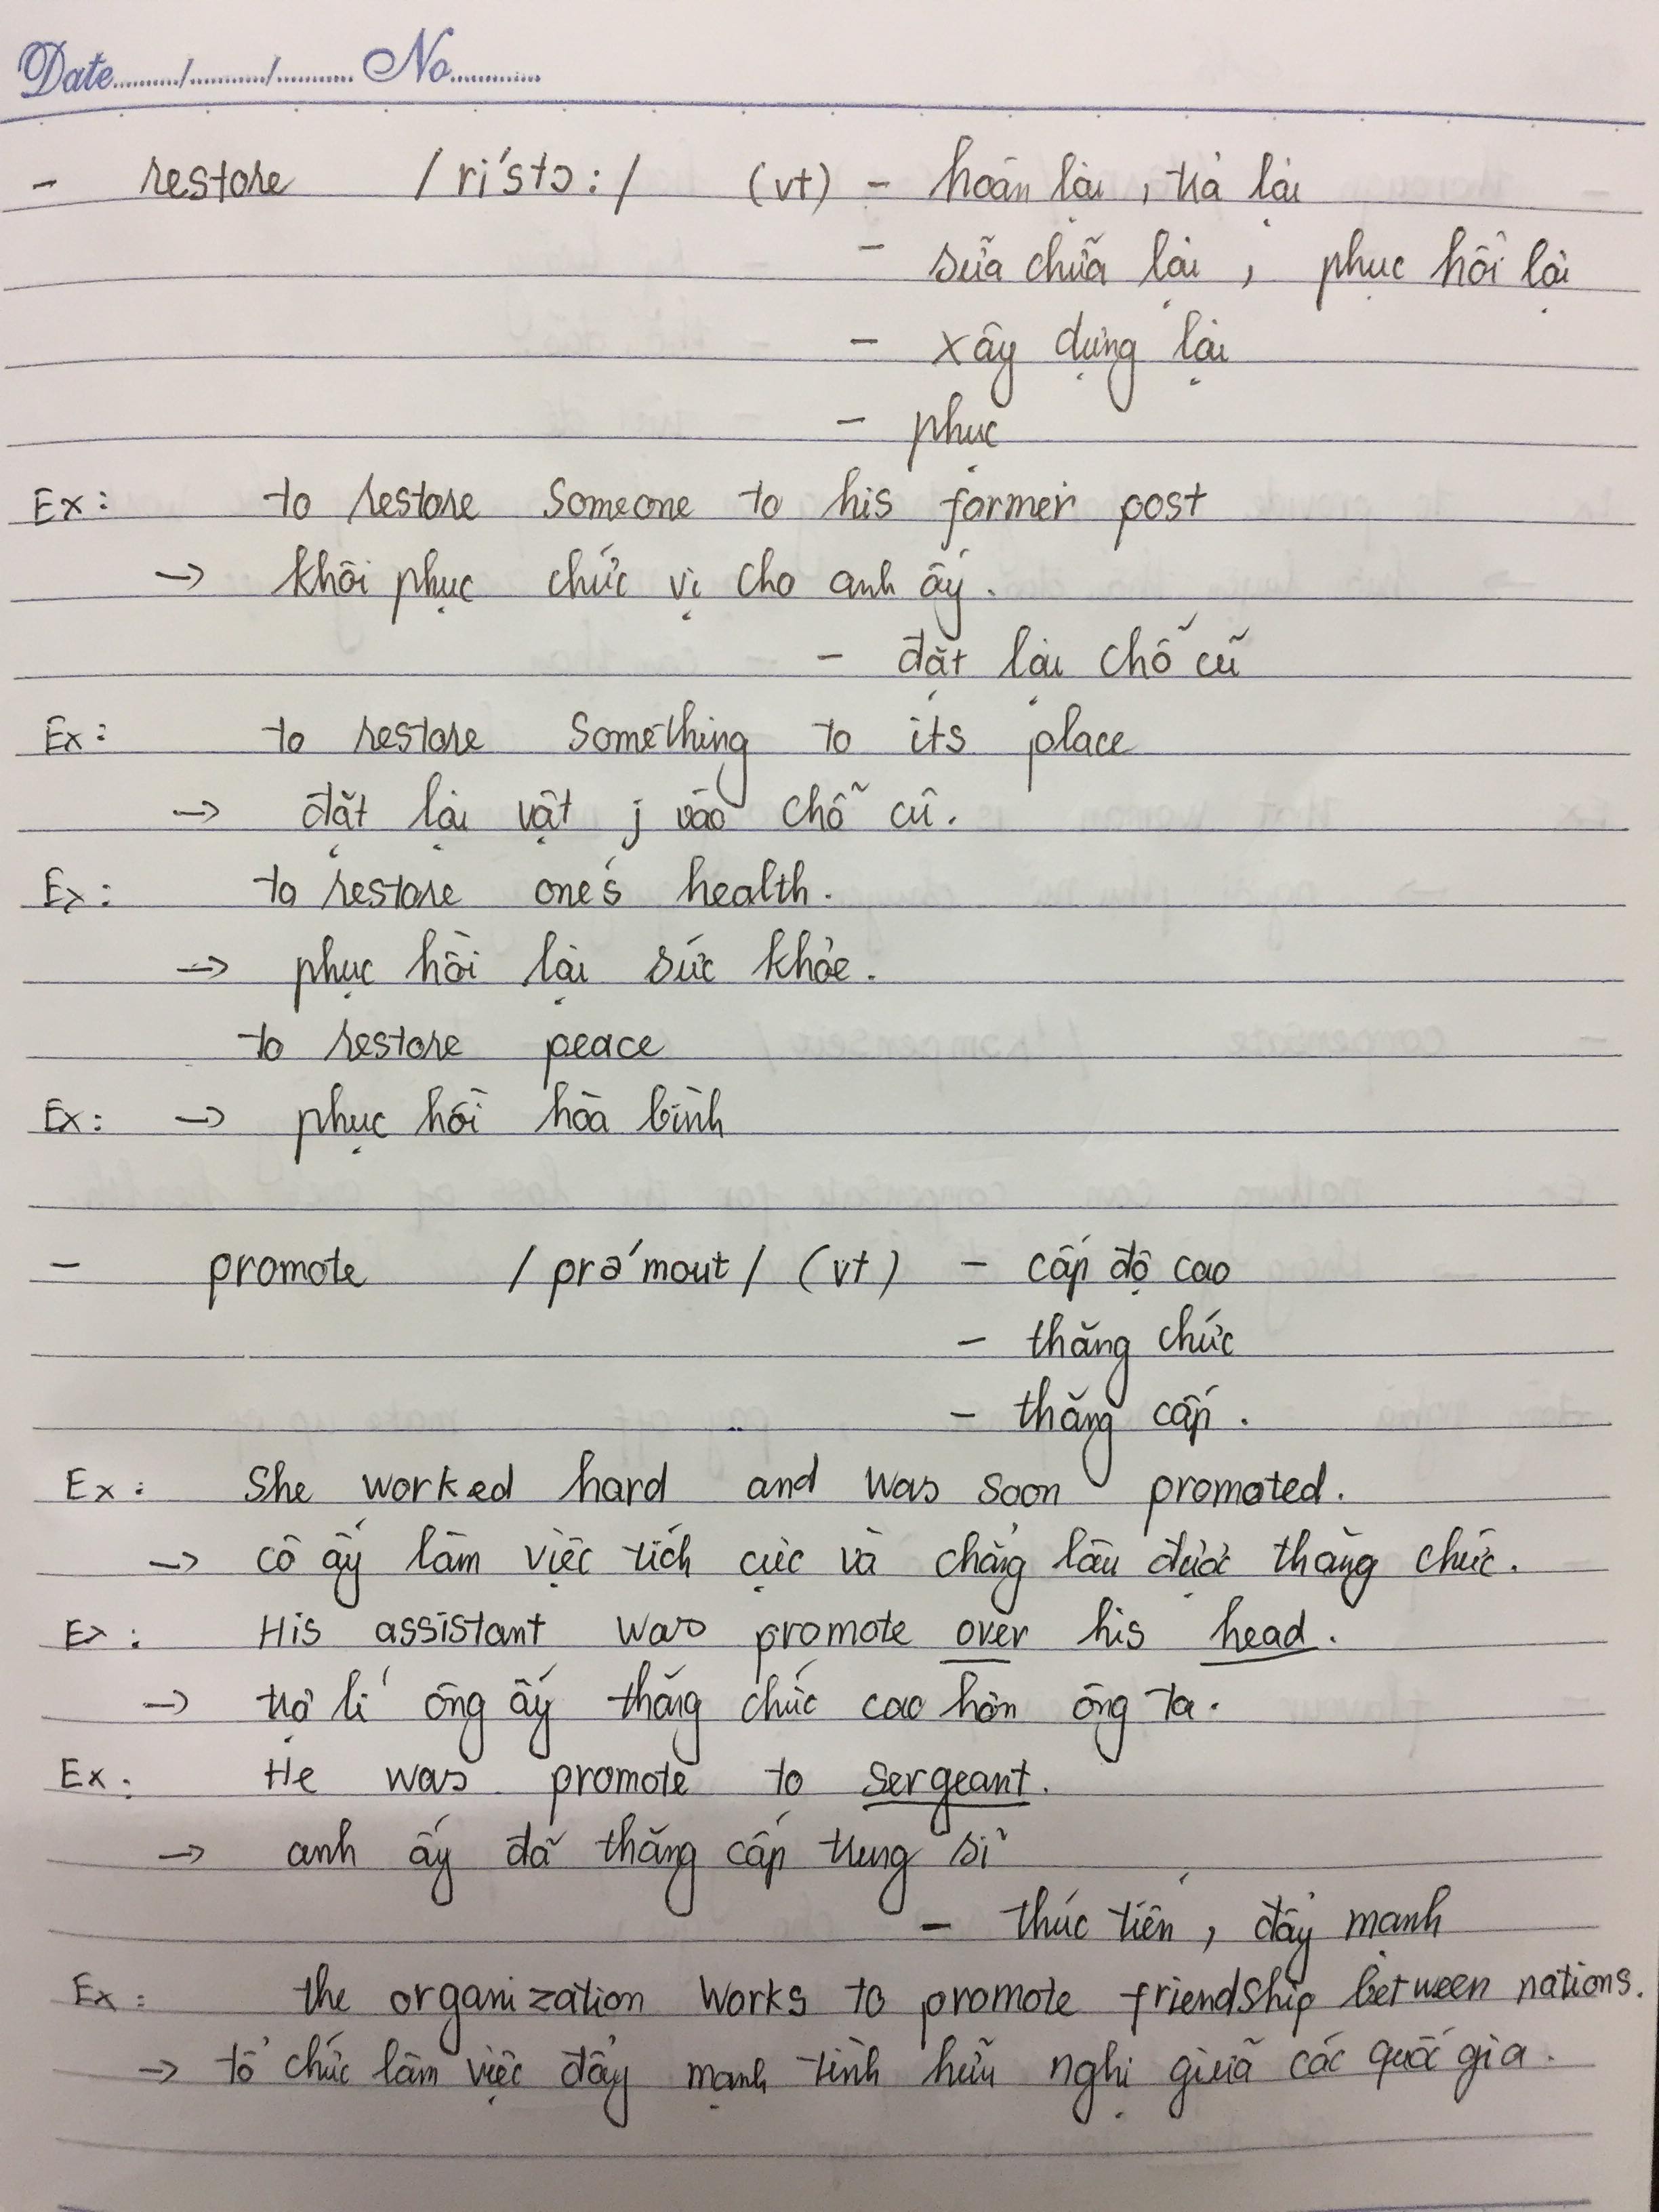 Date........../.........../........... No.............
- restore /ri'stɔ:/ (vt) - hoàn lại, trả lại
- sửa chữa lại, phục hồi lại
- xây dựng lại
- phục
Ex: to restore someone to his former post
→ khôi phục chức vị cho anh ấy.
- đặt lại chỗ cũ
Ex: to restore something to its place
→ đặt lại vật j vào chỗ cũ.
Ex: to restore one's health.
→ phục hồi lại sức khỏe.
to restore peace
Ex: → phục hồi hòa bình
- promote /prə'mout/ (vt) - cấp độ cao
- thăng chức
- thăng cấp.
Ex: She worked hard and was soon promoted.
→ cô ấy làm việc tích cực và chẳng lâu được thăng chức.
Ex: His assistant was promote over his head.
→ trợ lí ông ấy thăng chức cao hơn ông ta.
Ex. He was promote to sergeant.
→ anh ấy đã thăng cấp trung sĩ
- thúc tiến, đẩy manh
Ex: the organization works to promote friendship between nations.
→ tổ chức làm việc đẩy mạnh tình hữu nghị giữa các quốc gia.